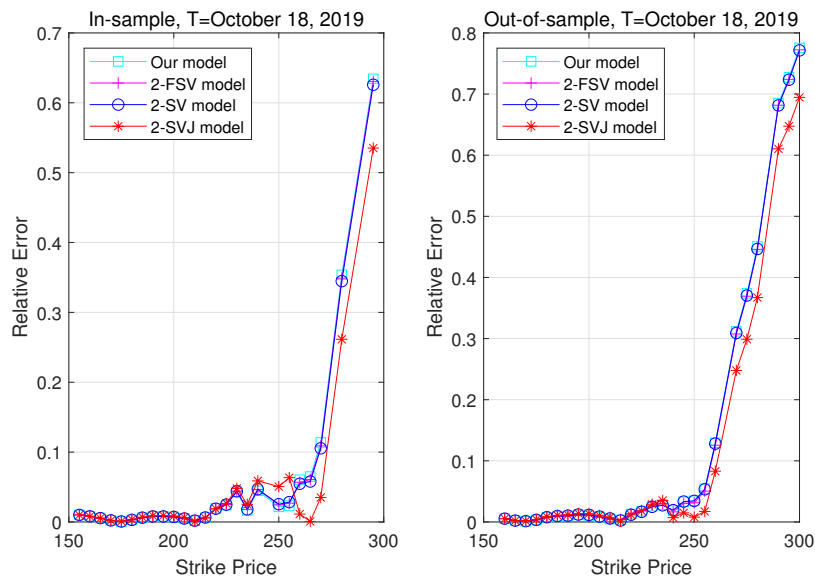 In-sample, T=October 18, 2019
0.7
0.6
0.5
0.4
0.3
0.2
0.1
0
Relative Error
150
200
250
300
Strike Price
Our model
2-FSV model
2-SV model
2-SVJ model
Out-of-sample, T=October 18, 2019
0.8
0.7
0.6
0.5
0.4
0.3
0.2
0.1
0
Relative Error
150
200
250
300
Strike Price
Our model
2-FSV model
2-SV model
2-SVJ model